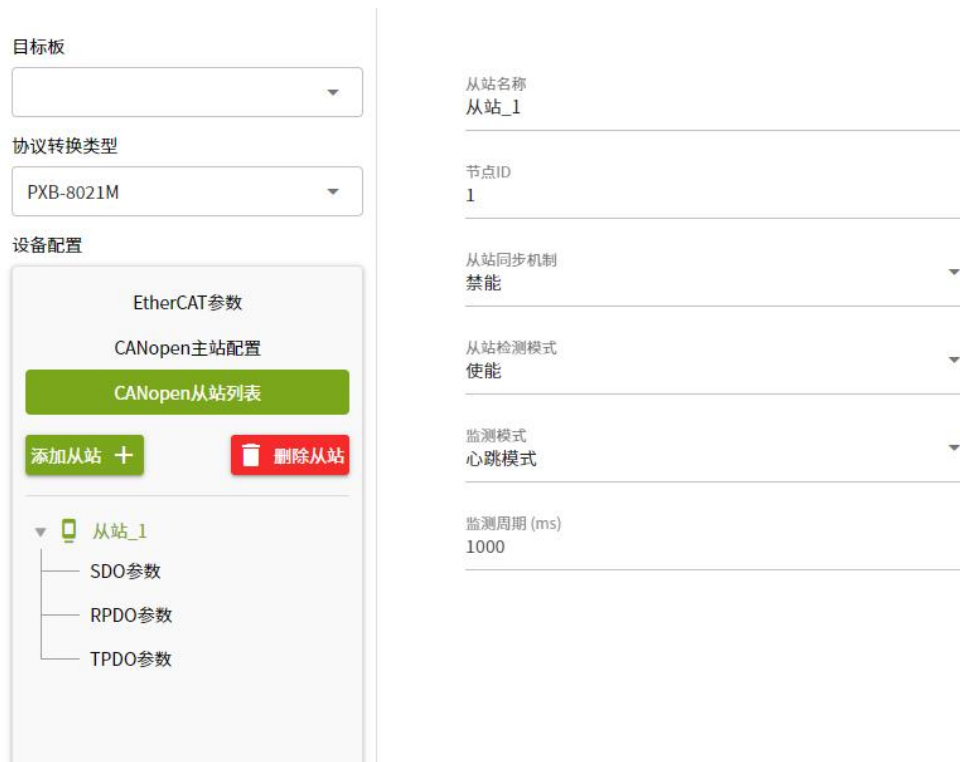 目标板
协议转换类型
PXB-8021M
设备配置
EtherCAT参数
CANopen主站配置
CANopen从站列表
添加从站
删除从站
从站_1
SDO参数
RPDO参数
TPDO参数
从站名称
从站_1
节点ID
1
从站同步机制
禁能
从站检测模式
使能
监测模式
心跳模式
监测周期 (ms)
1000